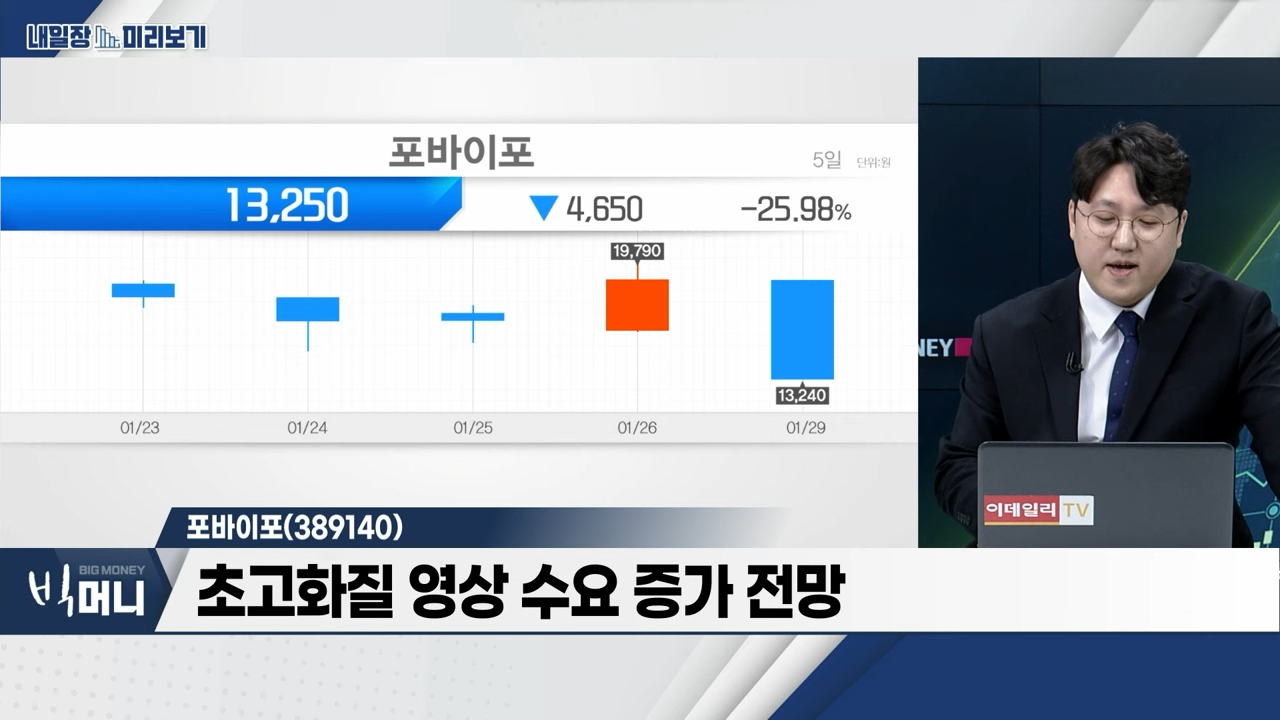 내일장 미리보기
포바이포
5일 단위:원
13,250 ▼ 4,650 -25.98%
19,790
13,240
01/23 01/24 01/25 01/26 01/29
NEY
이데일리 TV
포바이포(389140)
BIG MONEY
빅머니
초고화질 영상 수요 증가 전망